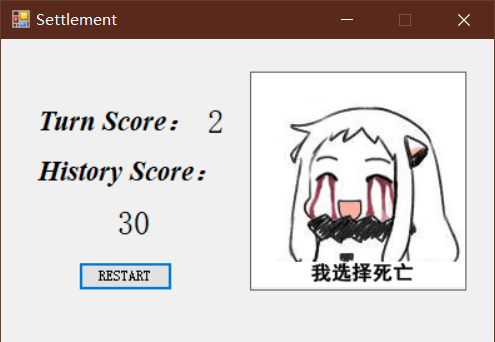 Settlement
Turn Score： 2
History Score：
30
RESTART
我选择死亡